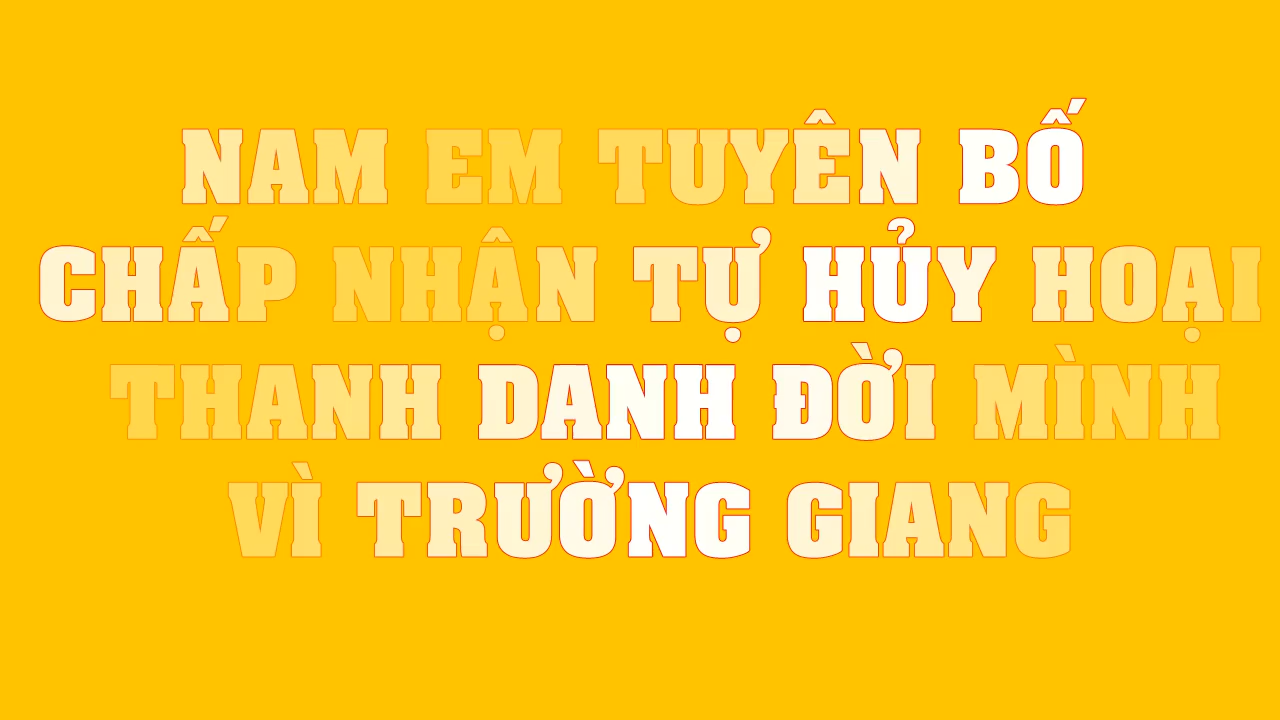 NAM EM TUYÊN BỐ
CHẤP NHẬN TỰ HỦY HOẠI
THANH DANH ĐỜI MÌNH
VÌ TRƯỜNG GIANG